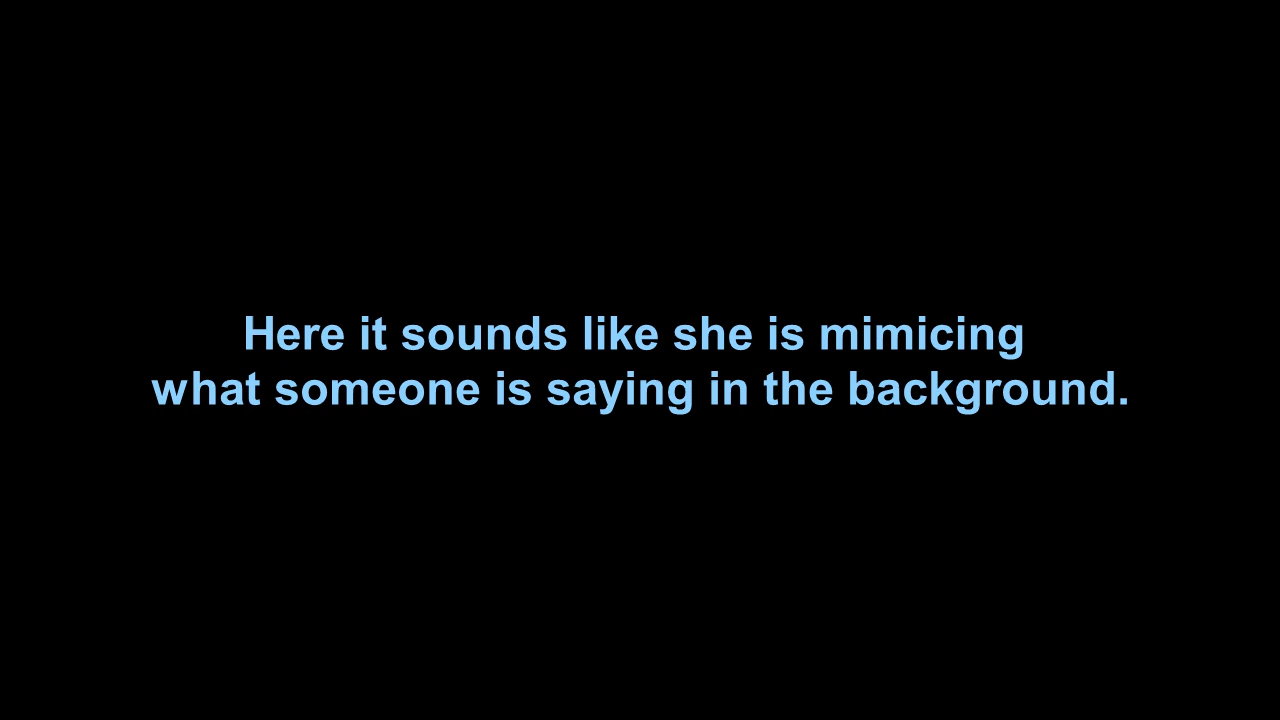 Here it sounds like she is mimicing
what someone is saying in the background.